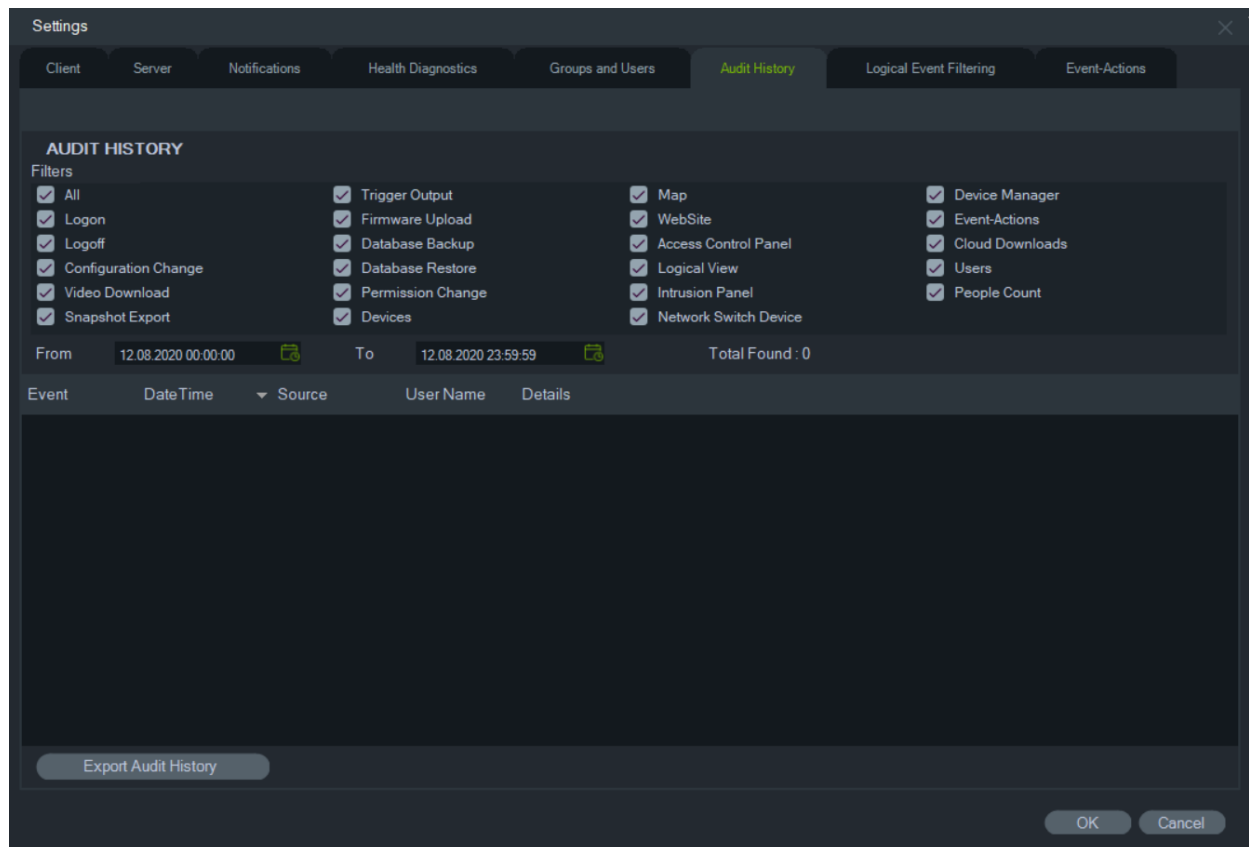 Settings
Client Server Notifications Health Diagnostics Groups and Users Audit History Logical Event Filtering Event-Actions
AUDIT HISTORY
Filters
All Trigger Output Map Device Manager
Logon Firmware Upload WebSite Event-Actions
Logoff Database Backup Access Control Panel Cloud Downloads
Configuration Change Database Restore Logical View Users
Video Download Permission Change Intrusion Panel People Count
Snapshot Export Devices Network Switch Device
From 12.08.2020 00:00:00 To 12.08.2020 23:59:59 Total Found : 0
Event DateTime Source User Name Details
Export Audit History
OK Cancel